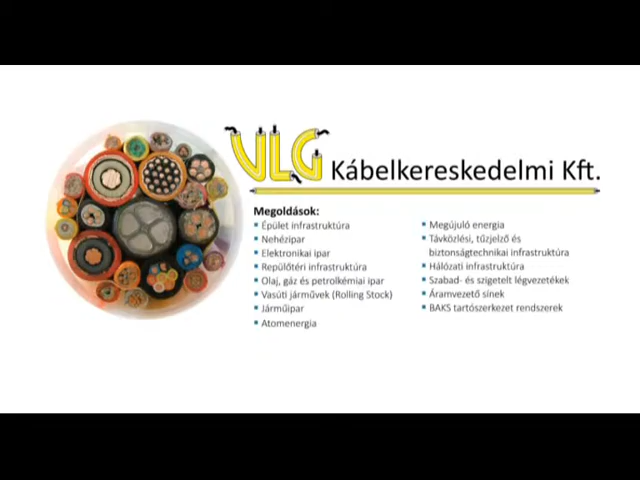 VLG Kábelkereskedelmi Kft.
Megoldások:
Épület infrastruktúra
Nehézipar
Elektronikai ipar
Repülőtéri infrastruktúra
Olaj, gáz és petrolkémiai ipar
Vasúti járművek (Rolling Stock)
Járműipar
Atomenergia
Megújuló energia
Távközlési, tűzjelző és
biztonságtechnikai infrastruktúra
Hálózati infrastruktúra
Szabad- és szigetelt légvezetékek
Áramvezető sínek
BAKS tartószerkezet rendszerek